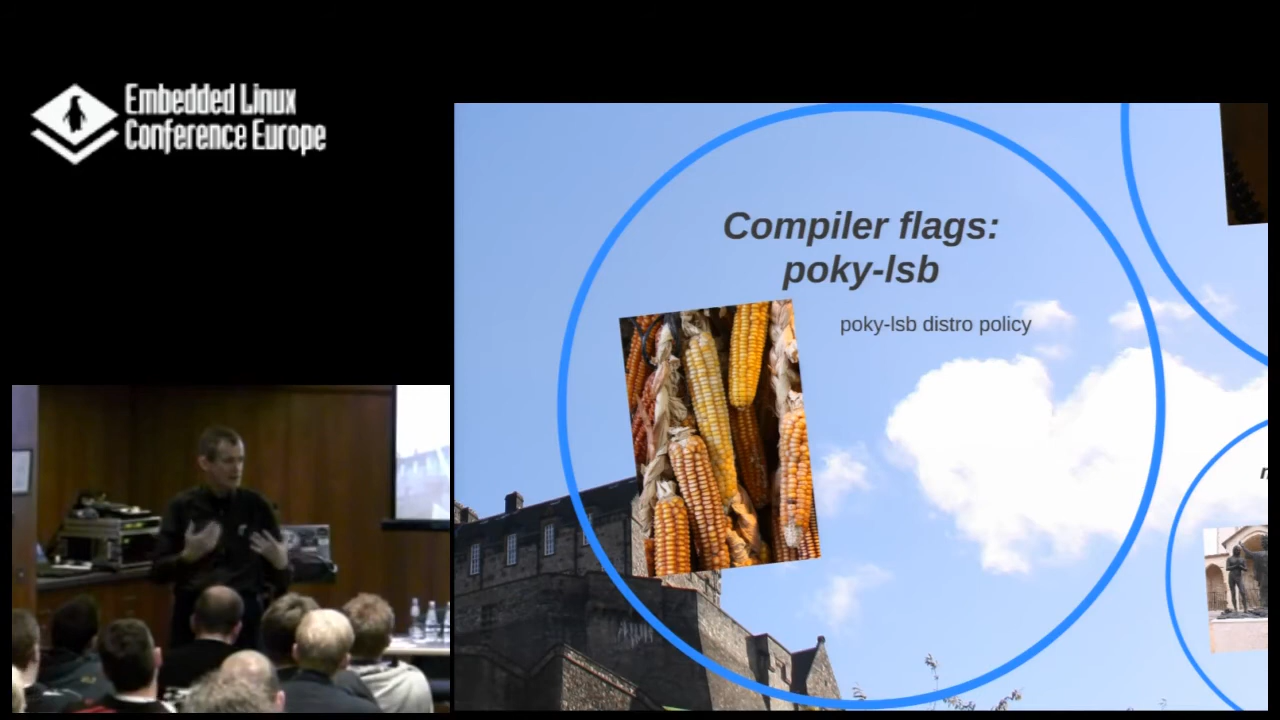 Embedded Linux
Conference Europe
Compiler flags:
poky-lsb
poky-lsb distro policy